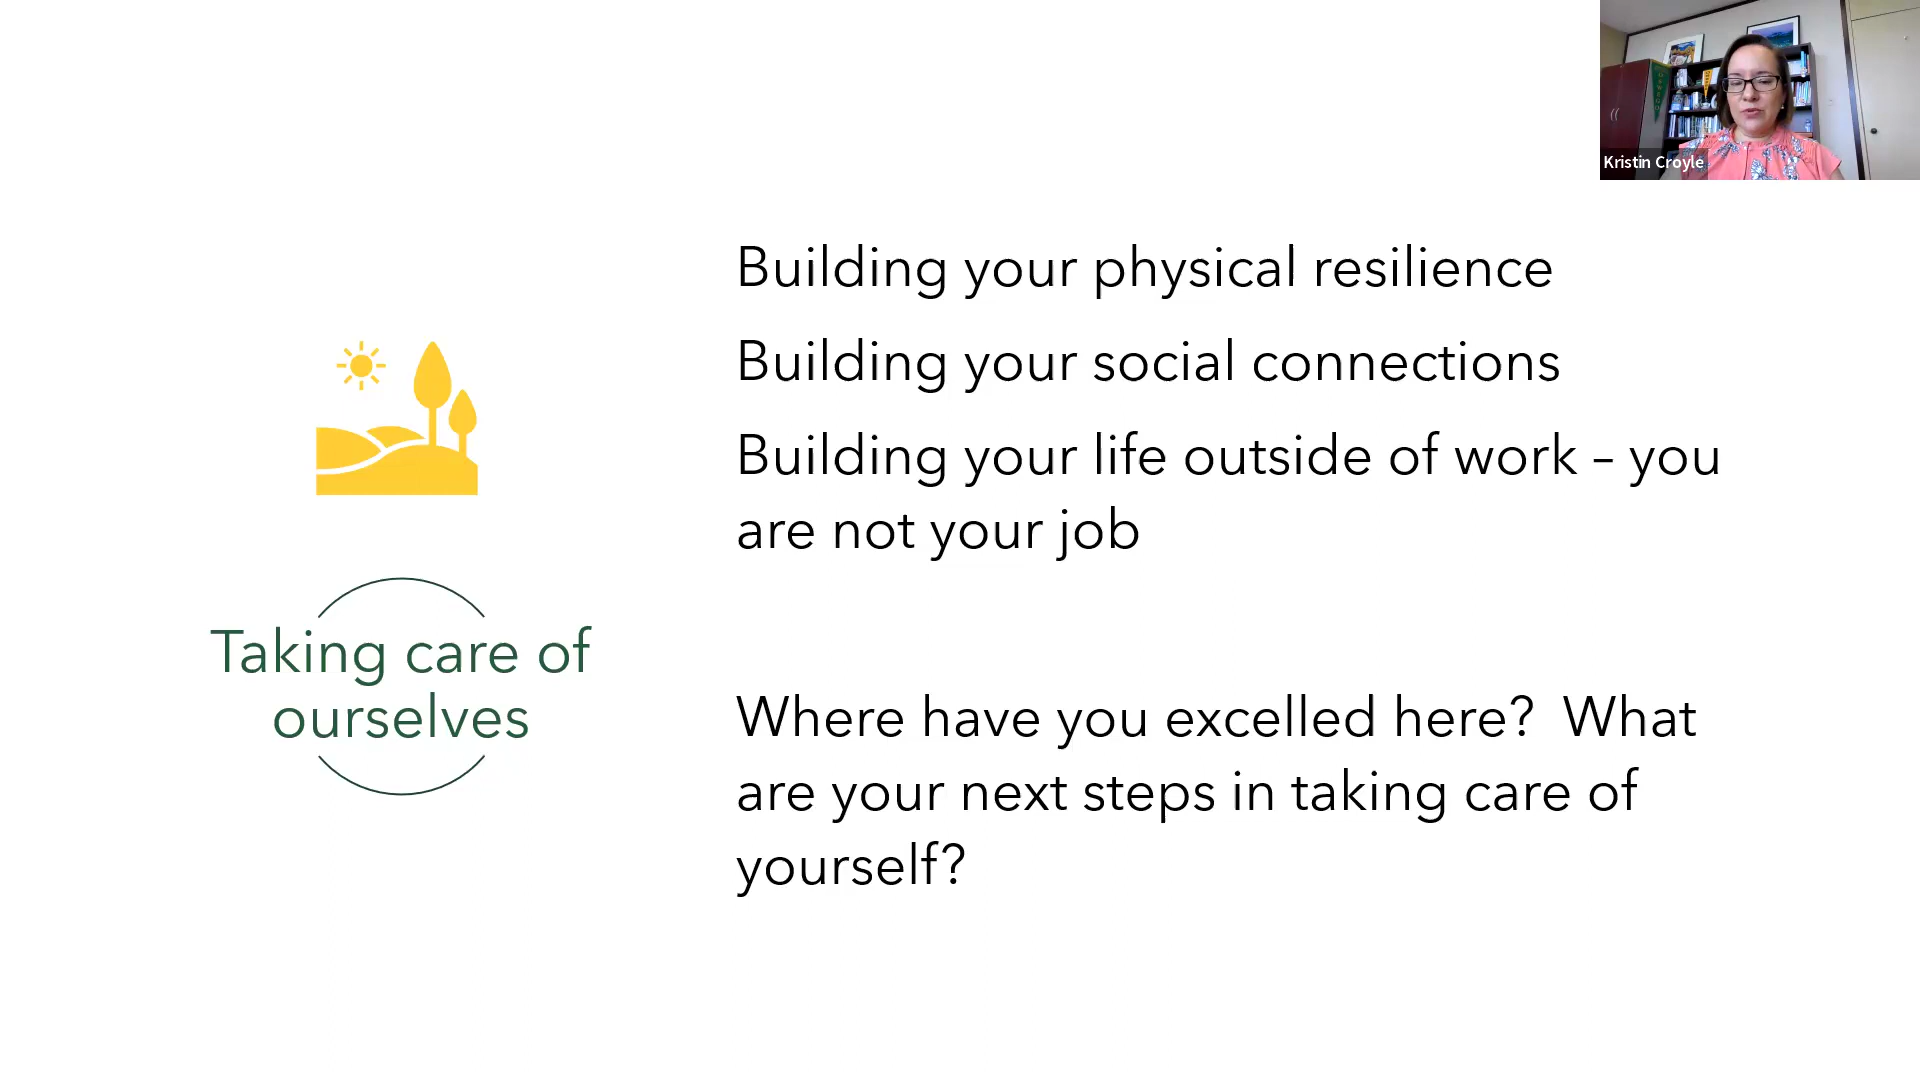 Kristin Croyle
Building your physical resilience
Building your social connections
Building your life outside of work – you
are not your job
Taking care of
ourselves
Where have you excelled here?  What
are your next steps in taking care of
yourself?